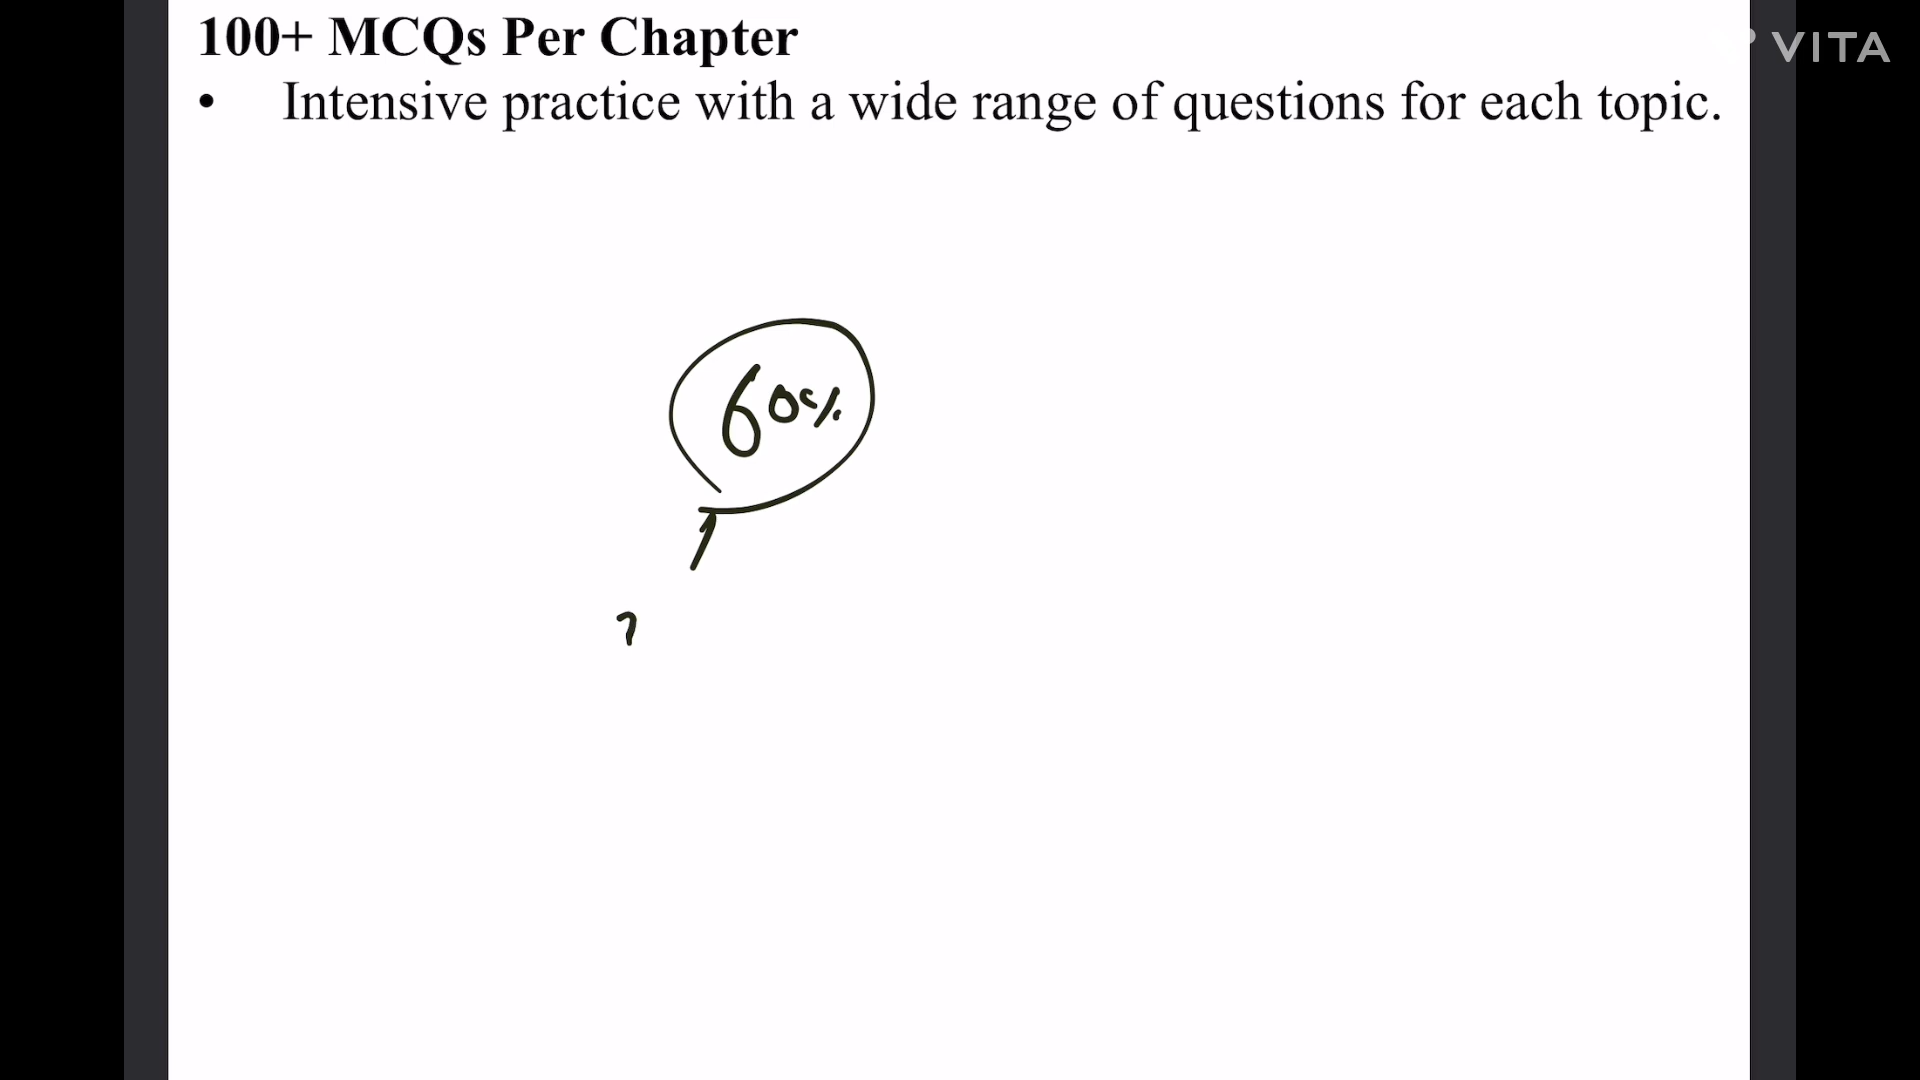 100+ MCQs Per Chapter
VITA
• Intensive practice with a wide range of questions for each topic.
60%